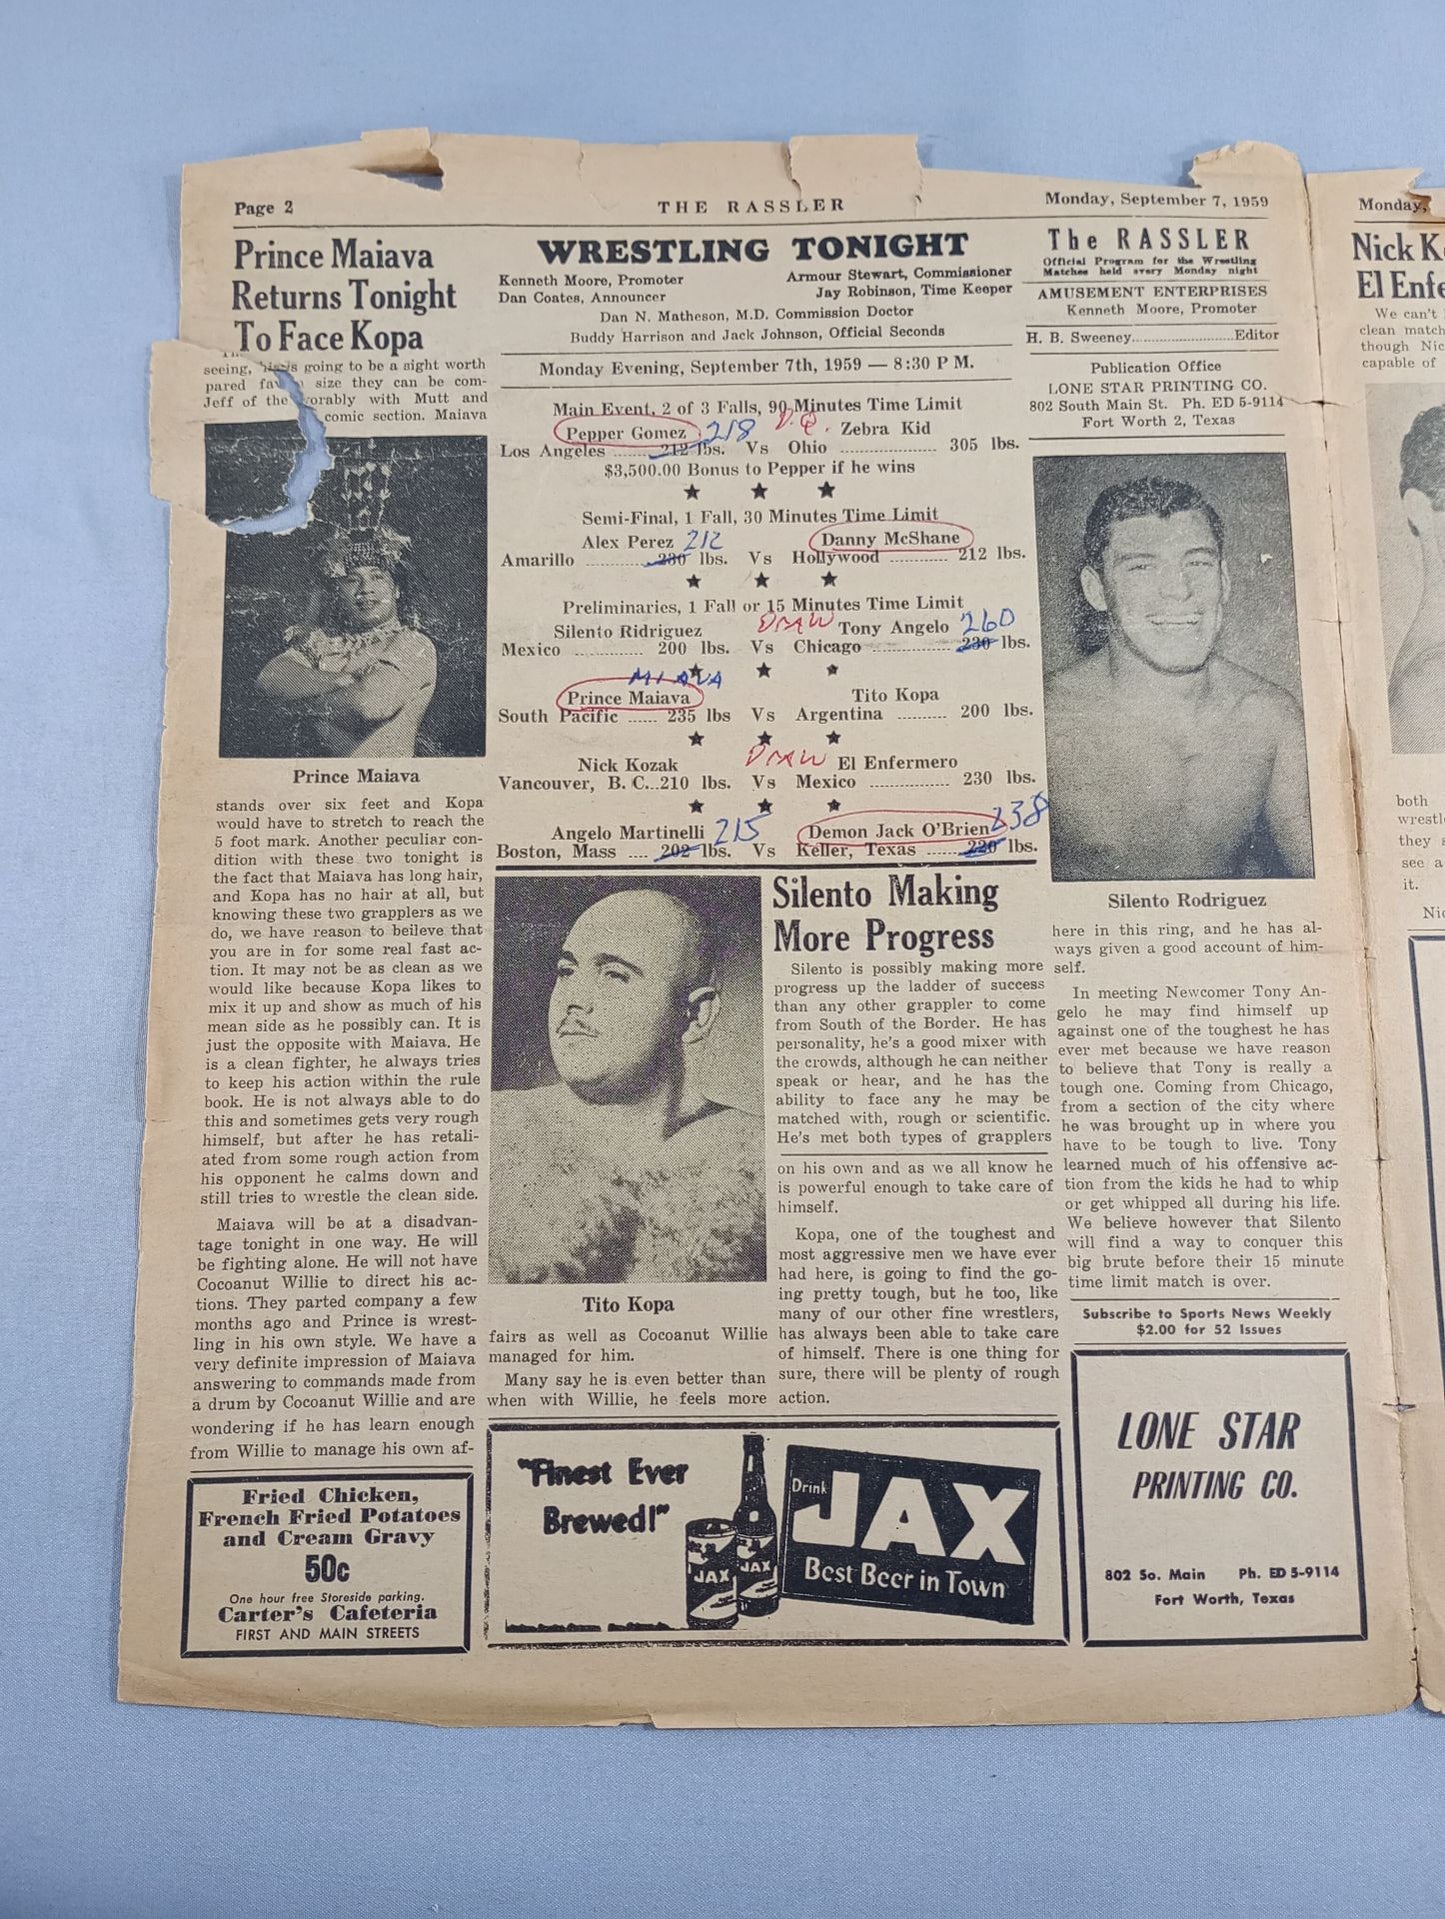 Page 2
THE RASSLER
Monday, September 7, 1959
Prince Maiava
Returns Tonight
To Face Kopa
seeing, going to be a sight worth
pared size they can be com-
Jeff of the orably with Mutt and
comic section. Maiava
Prince Maiava
stands over six feet and Kopa
would have to stretch to reach the
5 foot mark. Another peculiar con-
dition with these two tonight is
the fact that Maiava has long hair,
and Kopa has no hair at all, but
knowing these two grapplers as we
do, we have reason to beileve that
you are in for some real fast ac-
tion. It may not be as clean as we
would like because Kopa likes to
mix it up and show as much of his
mean side as he possibly can. It is
just the opposite with Maiava. He
is a clean fighter, he always tries
to keep his action within the rule
book. He is not always able to do
this and sometimes gets very rough
himself, but after he has retali-
ated from some rough action from
his opponent he calms down and
still tries to wrestle the clean side.
Maiava will be at a disadvan-
tage tonight in one way. He will
be fighting alone. He will not have
Cocoanut Willie to direct his ac-
tions. They parted company a few
months ago and Prince is wrest-
ling in his own style. We have a
very definite impression of Maiava
answering to commands made from
a drum by Cocoanut Willie and are
wondering if he has learn enough
from Willie to manage his own af-
WRESTLING TONIGHT
Kenneth Moore, Promoter
Armour Stewart, Commissioner
Dan Coates, Announcer
Jay Robinson, Time Keeper
Dan N. Matheson, M.D. Commission Doctor
Buddy Harrison and Jack Johnson, Official Seconds
Monday Evening, September 7th, 1959 — 8:30 P M.
Main Event, 2 of 3 Falls, 90 Minutes Time Limit
Pepper Gomez 218 D.Q. Zebra Kid
Los Angeles ........ 212 lbs. Vs Ohio .................. 305 lbs.
$3,500.00 Bonus to Pepper if he wins
Semi-Final, 1 Fall, 30 Minutes Time Limit
Alex Perez 212 Danny McShane
Amarillo ............ 230 lbs. Vs Hollywood ............ 212 lbs.
Preliminaries, 1 Fall or 15 Minutes Time Limit
Silento Ridriguez DRAW Tony Angelo 260
Mexico ............ 200 lbs. Vs Chicago ................ 230 lbs.
MIAVA
Prince Maiava Tito Kopa
South Pacific ...... 235 lbs Vs Argentina .......... 200 lbs.
Nick Kozak DRAW El Enfermero
Vancouver, B. C...210 lbs. Vs Mexico ................ 230 lbs.
Angelo Martinelli 215 Demon Jack O'Brien 238
Boston, Mass .... 202 lbs. Vs Keller, Texas ........ 220 lbs.
Tito Kopa
fairs as well as Cocoanut Willie
managed for him.
Many say he is even better than
when with Willie, he feels more
on his own and as we all know he
is powerful enough to take care of
himself.
Kopa, one of the toughest and
most aggressive men we have ever
had here, is going to find the go-
ing pretty tough, but he too, like
many of our other fine wrestlers,
has always been able to take care
of himself. There is one thing for
sure, there will be plenty of rough
action.
Silento Making
More Progress
Silento is possibly making more
progress up the ladder of success
than any other grappler to come
from South of the Border. He has
personality, he's a good mixer with
the crowds, although he can neither
speak or hear, and he has the
ability to face any he may be
matched with, rough or scientific.
He's met both types of grapplers
The RASSLER
Official Program for the Wrestling
Matches held every Monday night
AMUSEMENT ENTERPRISES
Kenneth Moore, Promoter
H. B. Sweeney............................Editor
Publication Office
LONE STAR PRINTING CO.
802 South Main St. Ph. ED 5-9114
Fort Worth 2, Texas
Silento Rodriguez
here in this ring, and he has al-
ways given a good account of him-
self.
In meeting Newcomer Tony An-
gelo he may find himself up
against one of the toughest he has
ever met because we have reason
to believe that Tony is really a
tough one. Coming from Chicago,
from a section of the city where
he was brought up in where you
have to be tough to live. Tony
learned much of his offensive ac-
tion from the kids he had to whip
or get whipped all during his life.
We believe however that Silento
will find a way to conquer this
big brute before their 15 minute
time limit match is over.
Subscribe to Sports News Weekly
$2.00 for 52 Issues
Fried Chicken,
French Fried Potatoes
and Cream Gravy
50c
One hour free Storeside parking.
Carter's Cafeteria
FIRST AND MAIN STREETS
"Finest Ever
Brewed!"
JAX
JAX
Drink
JAX
Best Beer in Town
LONE STAR
PRINTING CO.
802 So. Main Ph. ED 5-9114
Fort Worth, Texas
Monday,
Nick K
El Enfe
We can't
clean match
though Nic
capable of
both
wrestl
they
see a
it.
Nic